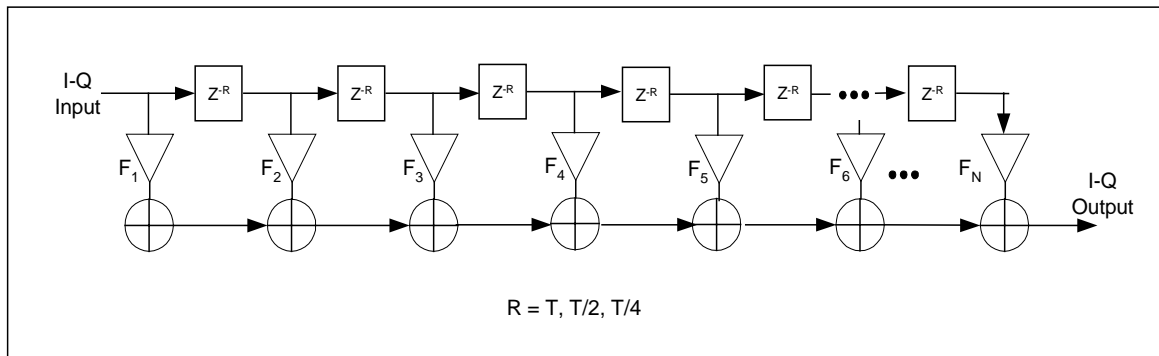 I-Q
Input
Z-R
Z-R
Z-R
Z-R
Z-R
•••
Z-R
F1
F2
F3
F4
F5
F6
•••
FN
I-Q
Output
R = T, T/2, T/4